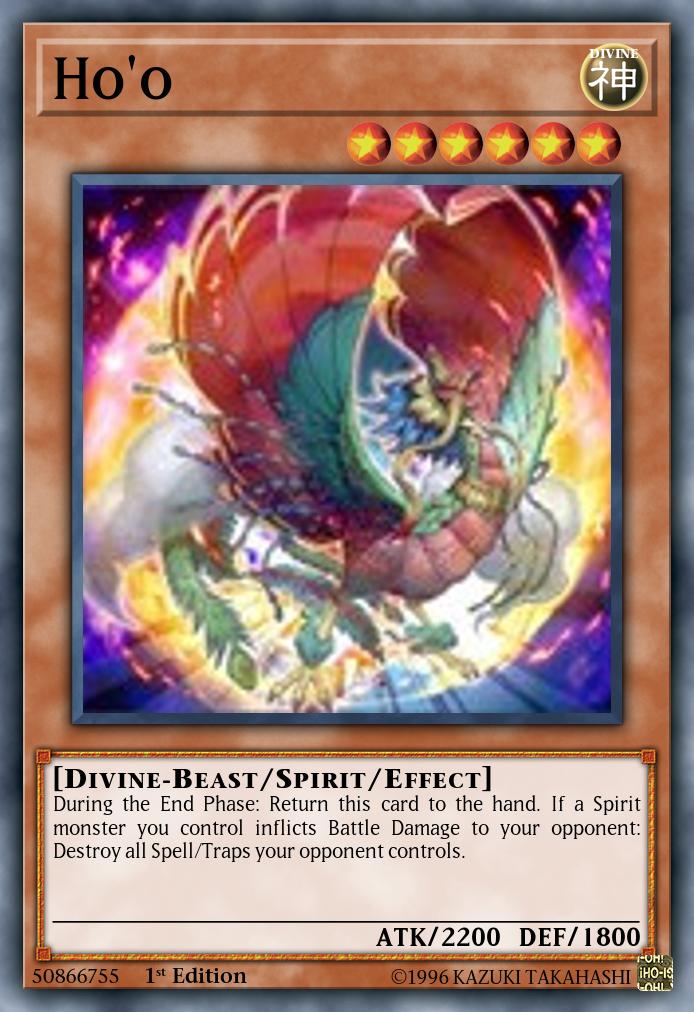 Ho'o
DIVINE
神
[DIVINE-BEAST/SPIRIT/EFFECT]
During the End Phase: Return this card to the hand. If a Spirit
monster you control inflicts Battle Damage to your opponent:
Destroy all Spell/Traps your opponent controls.
ATK/2200 DEF/1800
50866755 1st Edition ©1996 KAZUKI TAKAHASHI